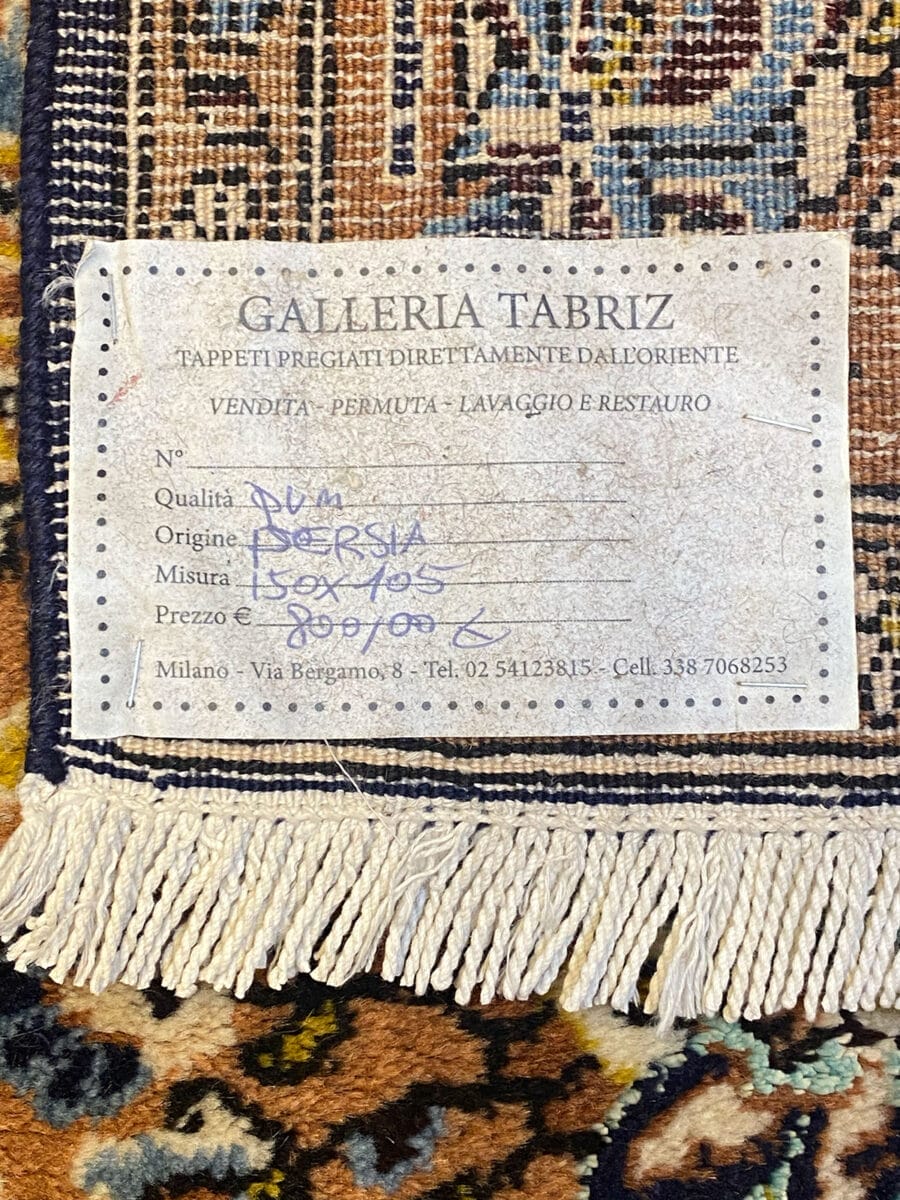 GALLERIA TABRIZ
TAPPETI PREGIATI DIRETTAMENTE DALL'ORIENTE
VENDITA - PERMUTA - LAVAGGIO E RESTAURO
N°
Qualità QUM
Origine PERSIA
Misura 150X105
Prezzo € 800,00 €
Milano - Via Bergamo, 8 - Tel. 02 54123815 - Cell. 338 7068253